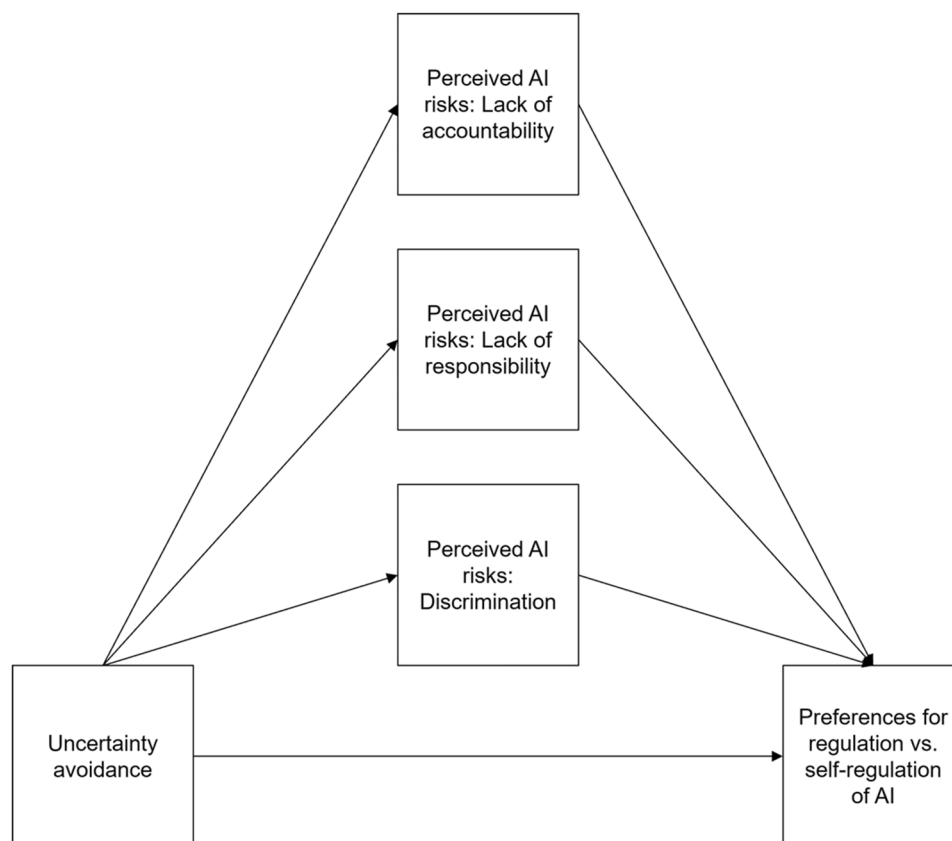 Perceived AI
risks: Lack of
accountability
Perceived AI
risks: Lack of
responsibility
Perceived AI
risks:
Discrimination
Uncertainty
avoidance
Preferences for
regulation vs.
self-regulation
of AI